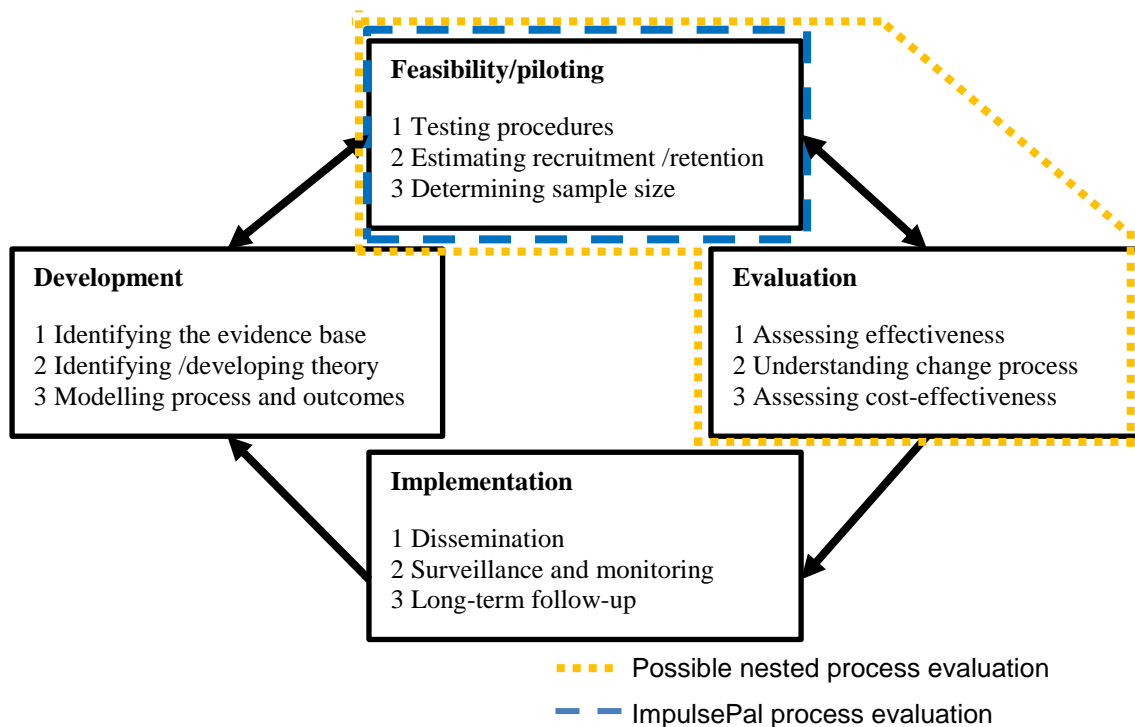 Feasibility/piloting
1 Testing procedures
2 Estimating recruitment /retention
3 Determining sample size
Development
1 Identifying the evidence base
2 Identifying /developing theory
3 Modelling process and outcomes
Evaluation
1 Assessing effectiveness
2 Understanding change process
3 Assessing cost-effectiveness
Implementation
1 Dissemination
2 Surveillance and monitoring
3 Long-term follow-up
Possible nested process evaluation
ImpulsePal process evaluation